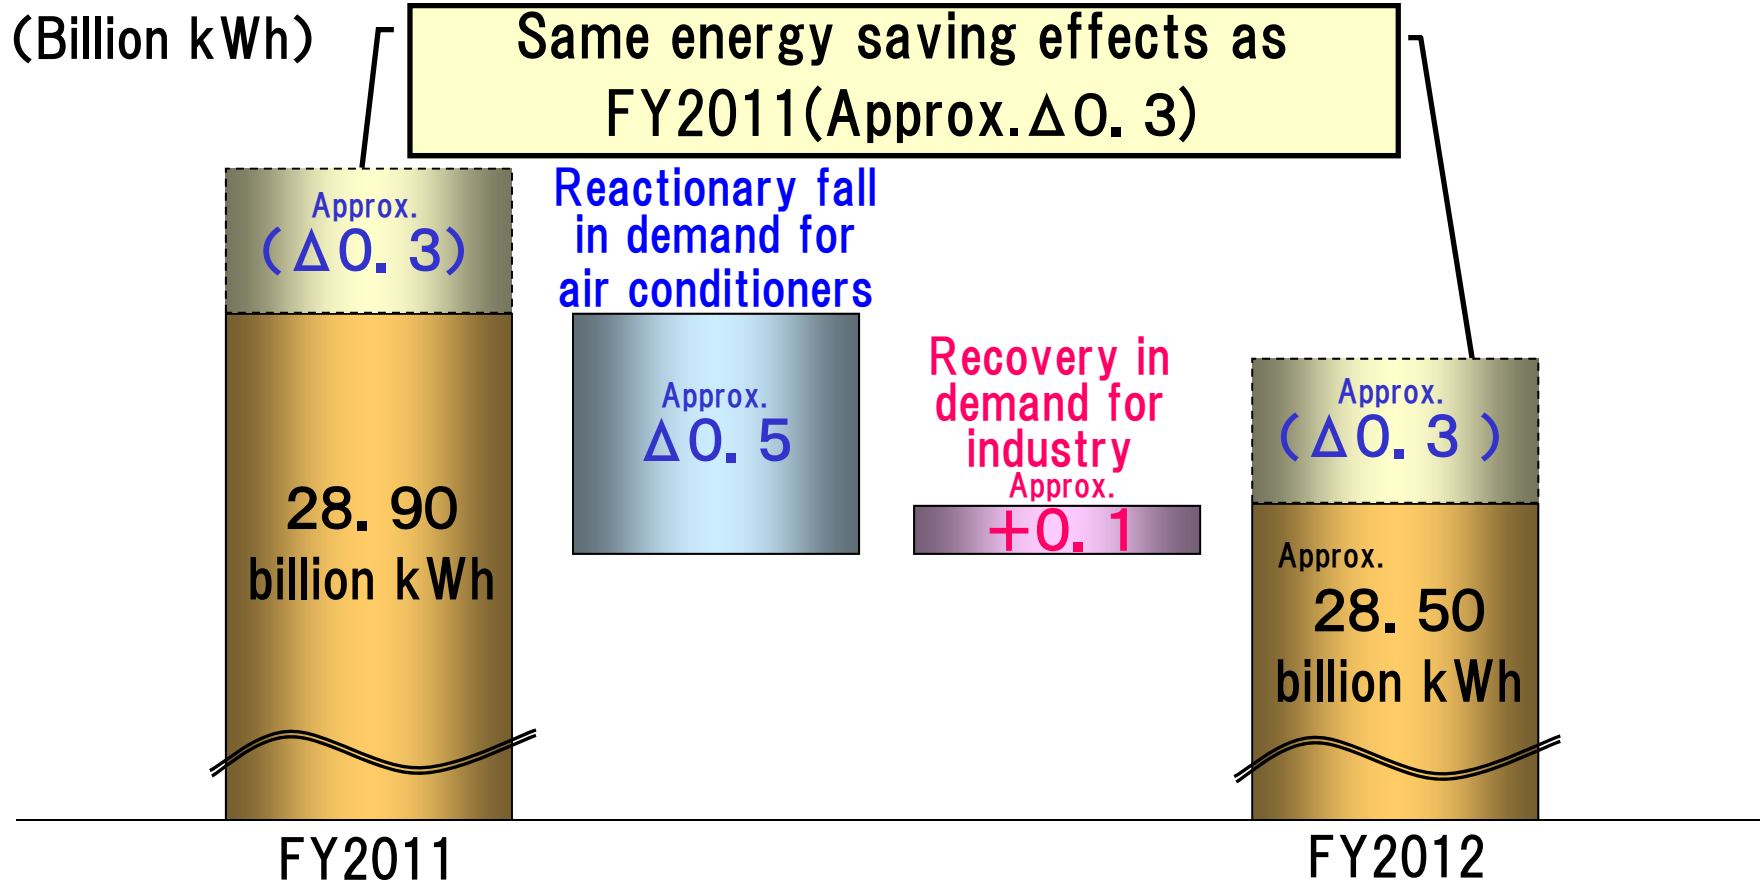 (Billion kWh)
Same energy saving effects as
FY2011(Approx.Δ0. 3)
Approx.
(Δ0. 3)
28. 90
billion kWh
Reactionary fall
in demand for
air conditioners
Approx.
Δ0. 5
Recovery in
demand for
industry
Approx.
+0. 1
Approx.
(Δ0. 3 )
Approx.
28. 50
billion kWh
FY2011
FY2012